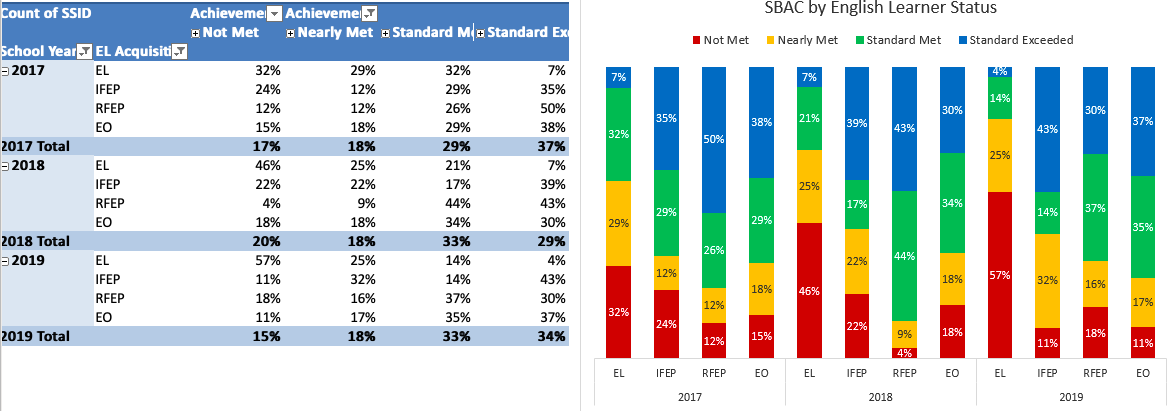 Count of SSID Achievemen Achievemen
Not Met Nearly Met Standard Me Standard Exc
School Year EL Acquisiti
2017 EL 32% 29% 32% 7%
IFEP 24% 12% 29% 35%
RFEP 12% 12% 26% 50%
EO 15% 18% 29% 38%
2017 Total 17% 18% 29% 37%
2018 EL 46% 25% 21% 7%
IFEP 22% 22% 17% 39%
RFEP 4% 9% 44% 43%
EO 18% 18% 34% 30%
2018 Total 20% 18% 33% 29%
2019 EL 57% 25% 14% 4%
IFEP 11% 32% 14% 43%
RFEP 18% 16% 37% 30%
EO 11% 17% 35% 37%
2019 Total 15% 18% 33% 34%
SBAC by English Learner Status
Not Met Nearly Met Standard Met Standard Exceeded
7% 35% 50% 38% 7% 39% 43% 30% 4% 43% 30% 37%
32% 29% 26% 29% 21% 17% 44% 34% 14% 14% 37% 35%
29% 12% 12% 18% 25% 22% 9% 18% 25% 32% 16% 17%
32% 24% 12% 15% 46% 22% 4% 18% 57% 11% 18% 11%
EL IFEP RFEP EO EL IFEP RFEP EO EL IFEP RFEP EO
2017 2018 2019